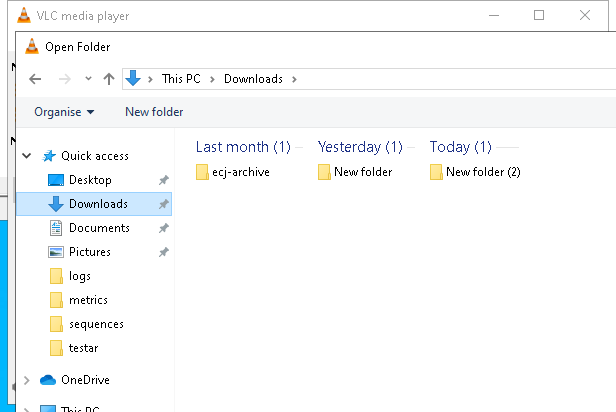 VLC media player
Open Folder
This PC > Downloads >
Organise New folder
Last month (1) Yesterday (1) Today (1)
ecj-archive New folder New folder (2)
Quick access
Desktop
Downloads
Documents
Pictures
logs
metrics
sequences
testar
OneDrive
This PC